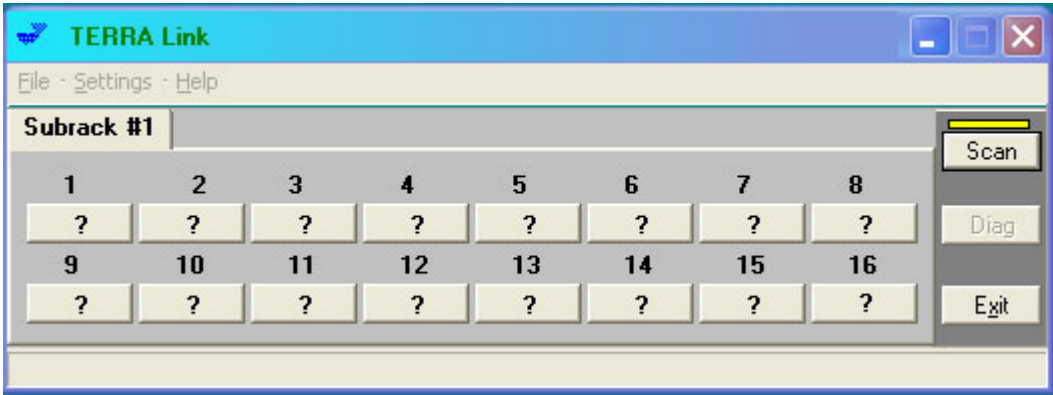 TERRA Link
File - Settings - Help
Subrack #1
Scan
1 2 3 4 5 6 7 8
? ? ? ? ? ? ? ?
Diag
9 10 11 12 13 14 15 16
? ? ? ? ? ? ? ?
Exit